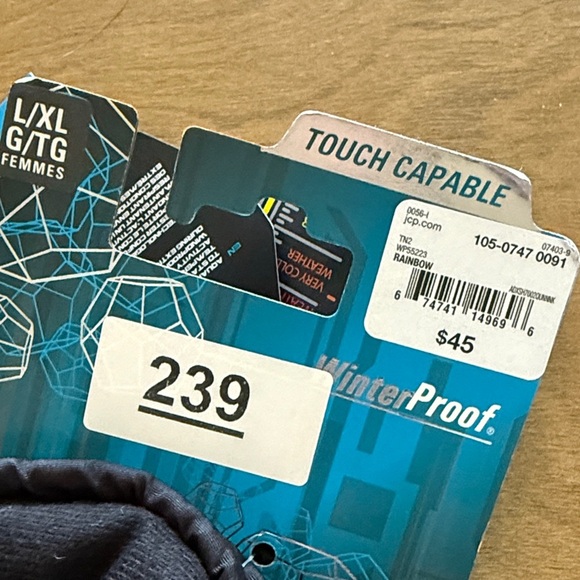 L/XL
G/TG
FEMMES
TOUCH CAPABLE
0056-I
jcp.com
105-0747 0091
07403-9
TN2
WP55223
RAINBOW
6 74741 14969 6
$45
EN
VERY COLD
WEATHER
WinterProof®
239